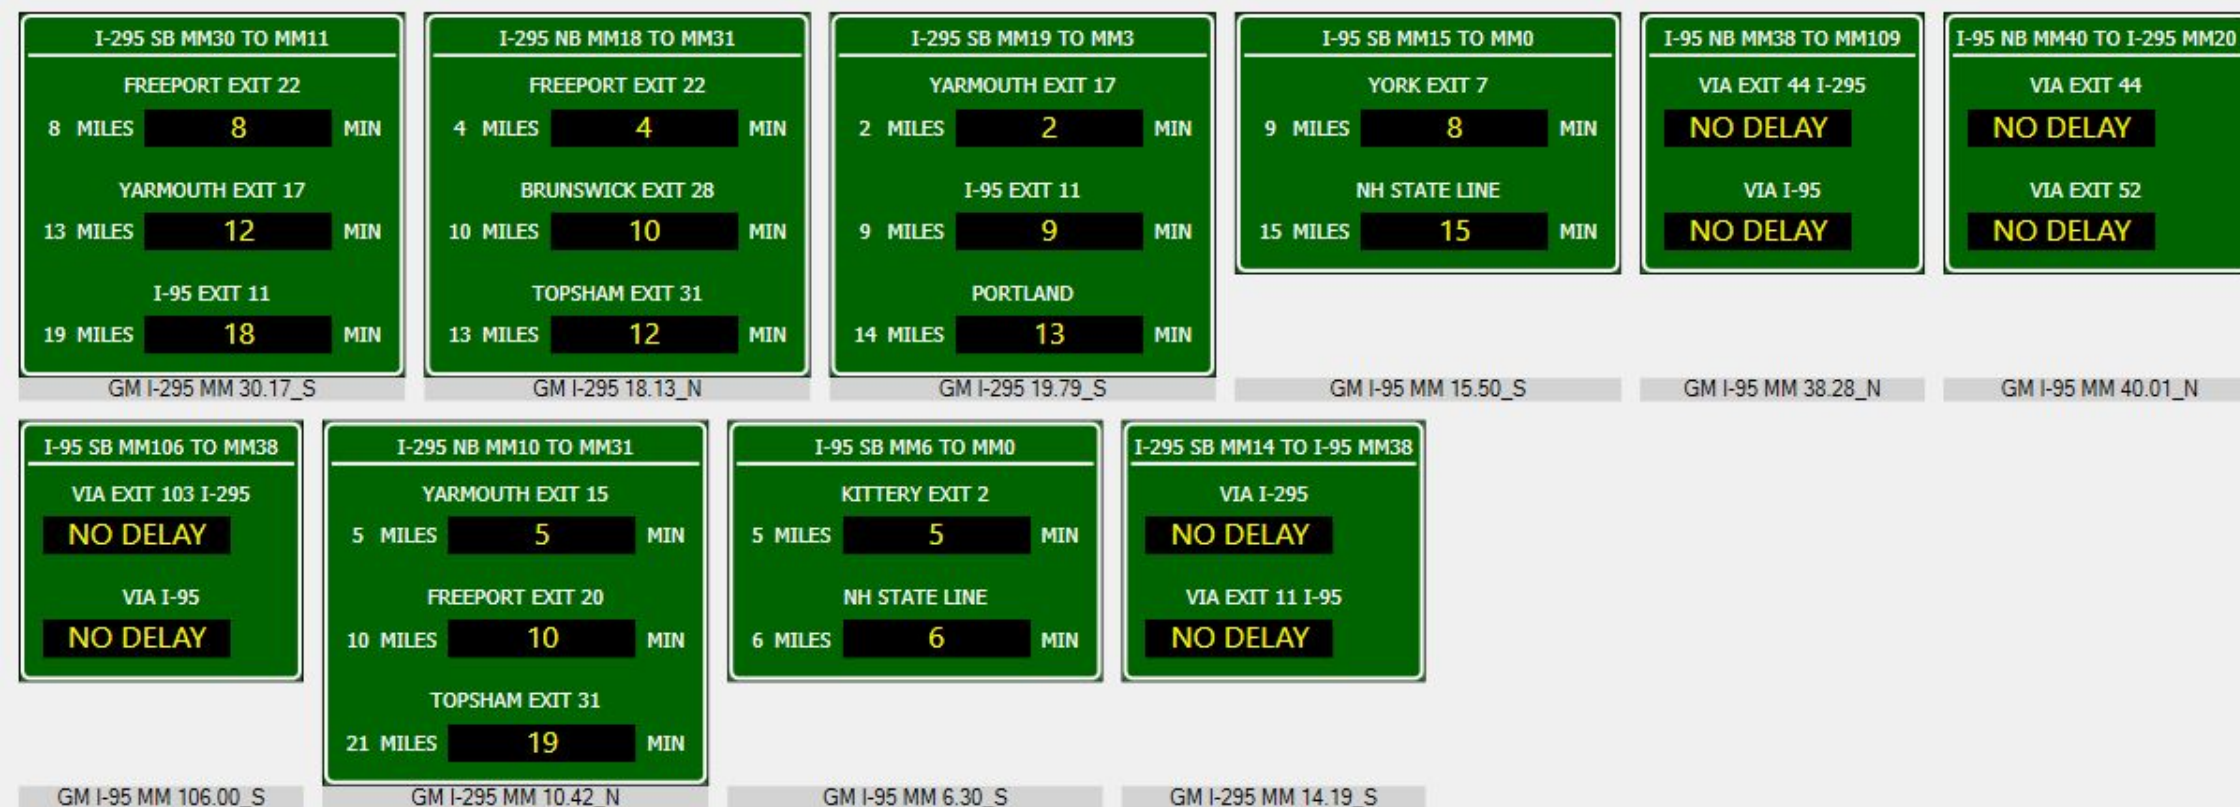 I-295 SB MM30 TO MM11
FREEPORT EXIT 22
8 MILES 8 MIN
YARMOUTH EXIT 17
13 MILES 12 MIN
I-95 EXIT 11
19 MILES 18 MIN
GM I-295 MM 30.17_S
I-295 NB MM18 TO MM31
FREEPORT EXIT 22
4 MILES 4 MIN
BRUNSWICK EXIT 28
10 MILES 10 MIN
TOPSHAM EXIT 31
13 MILES 12 MIN
GM I-295 18.13_N
I-295 SB MM19 TO MM3
YARMOUTH EXIT 17
2 MILES 2 MIN
I-95 EXIT 11
9 MILES 9 MIN
PORTLAND
14 MILES 13 MIN
GM I-295 19.79_S
I-95 SB MM15 TO MM0
YORK EXIT 7
9 MILES 8 MIN
NH STATE LINE
15 MILES 15 MIN
GM I-95 MM 15.50_S
I-95 NB MM38 TO MM109
VIA EXIT 44 I-295
NO DELAY
VIA I-95
NO DELAY
GM I-95 MM 38.28_N
I-95 NB MM40 TO I-295 MM20
VIA EXIT 44
NO DELAY
VIA EXIT 52
NO DELAY
GM I-95 MM 40.01_N
I-95 SB MM106 TO MM38
VIA EXIT 103 I-295
NO DELAY
VIA I-95
NO DELAY
GM I-95 MM 106.00_S
I-295 NB MM10 TO MM31
YARMOUTH EXIT 15
5 MILES 5 MIN
FREEPORT EXIT 20
10 MILES 10 MIN
TOPSHAM EXIT 31
21 MILES 19 MIN
GM I-295 MM 10.42_N
I-95 SB MM6 TO MM0
KITTERY EXIT 2
5 MILES 5 MIN
NH STATE LINE
6 MILES 6 MIN
GM I-95 MM 6.30_S
I-295 SB MM14 TO I-95 MM38
VIA I-295
NO DELAY
VIA EXIT 11 I-95
NO DELAY
GM I-295 MM 14.19_S